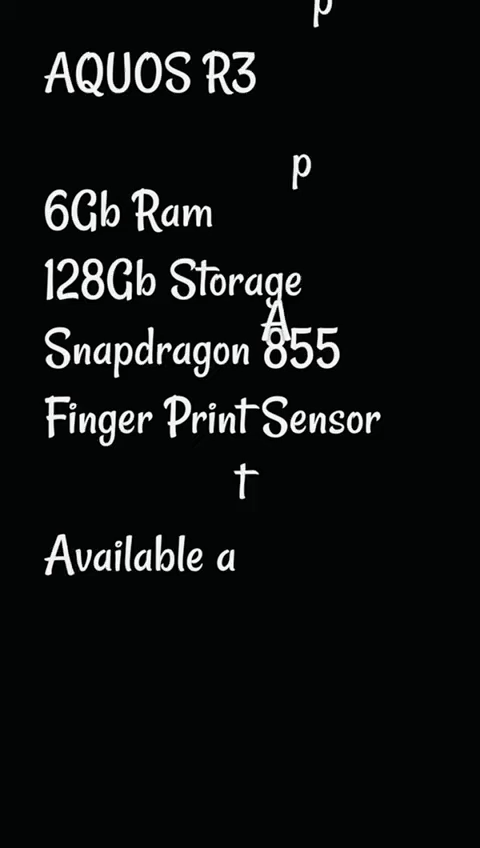 p
AQUOS R3
p
6Gb Ram
128Gb Storage
A
Snapdragon 855
Finger Print Sensor
t
Available a